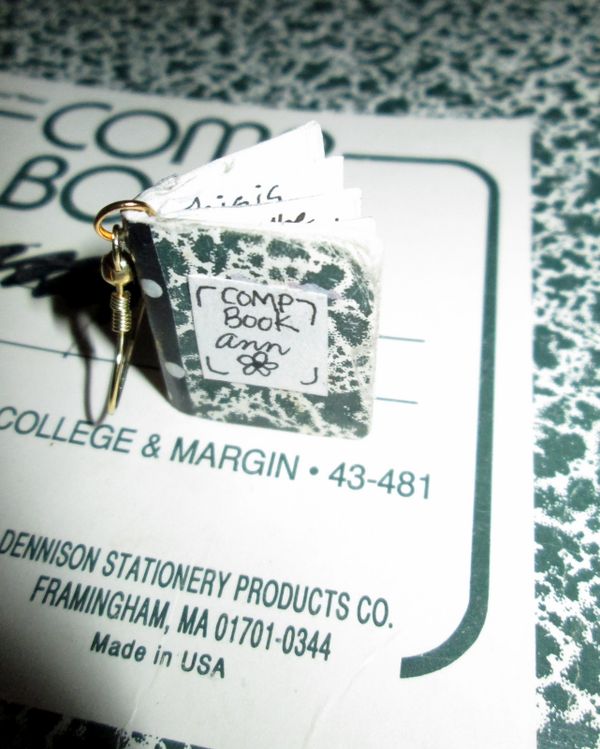 COMP
BO
COMP
BOOK
ann
COLLEGE & MARGIN • 43-481
DENNISON STATIONERY PRODUCTS CO.
FRAMINGHAM, MA 01701-0344
Made in USA